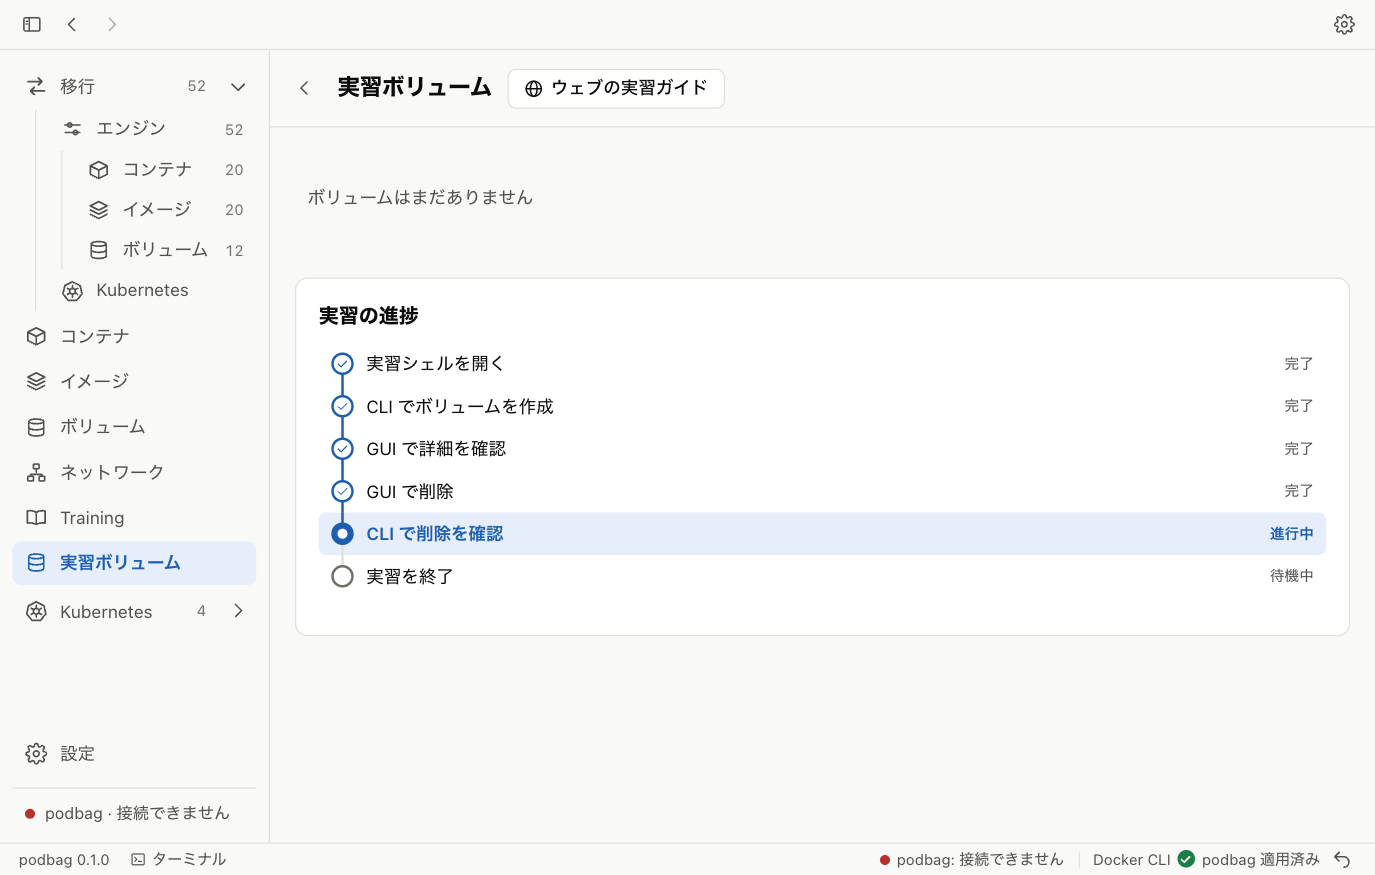 移行 52
エンジン 52
コンテナ 20
イメージ 20
ボリューム 12
Kubernetes
コンテナ
イメージ
ボリューム
ネットワーク
Training
実習ボリューム
Kubernetes 4
設定
podbag · 接続できません
実習ボリューム
ウェブの実習ガイド
ボリュームはまだありません
実習の進捗
実習シェルを開く 完了
CLI でボリュームを作成 完了
GUI で詳細を確認 完了
GUI で削除 完了
CLI で削除を確認 進行中
実習を終了 待機中
podbag 0.1.0 ターミナル
podbag: 接続できません Docker CLI podbag 適用済み